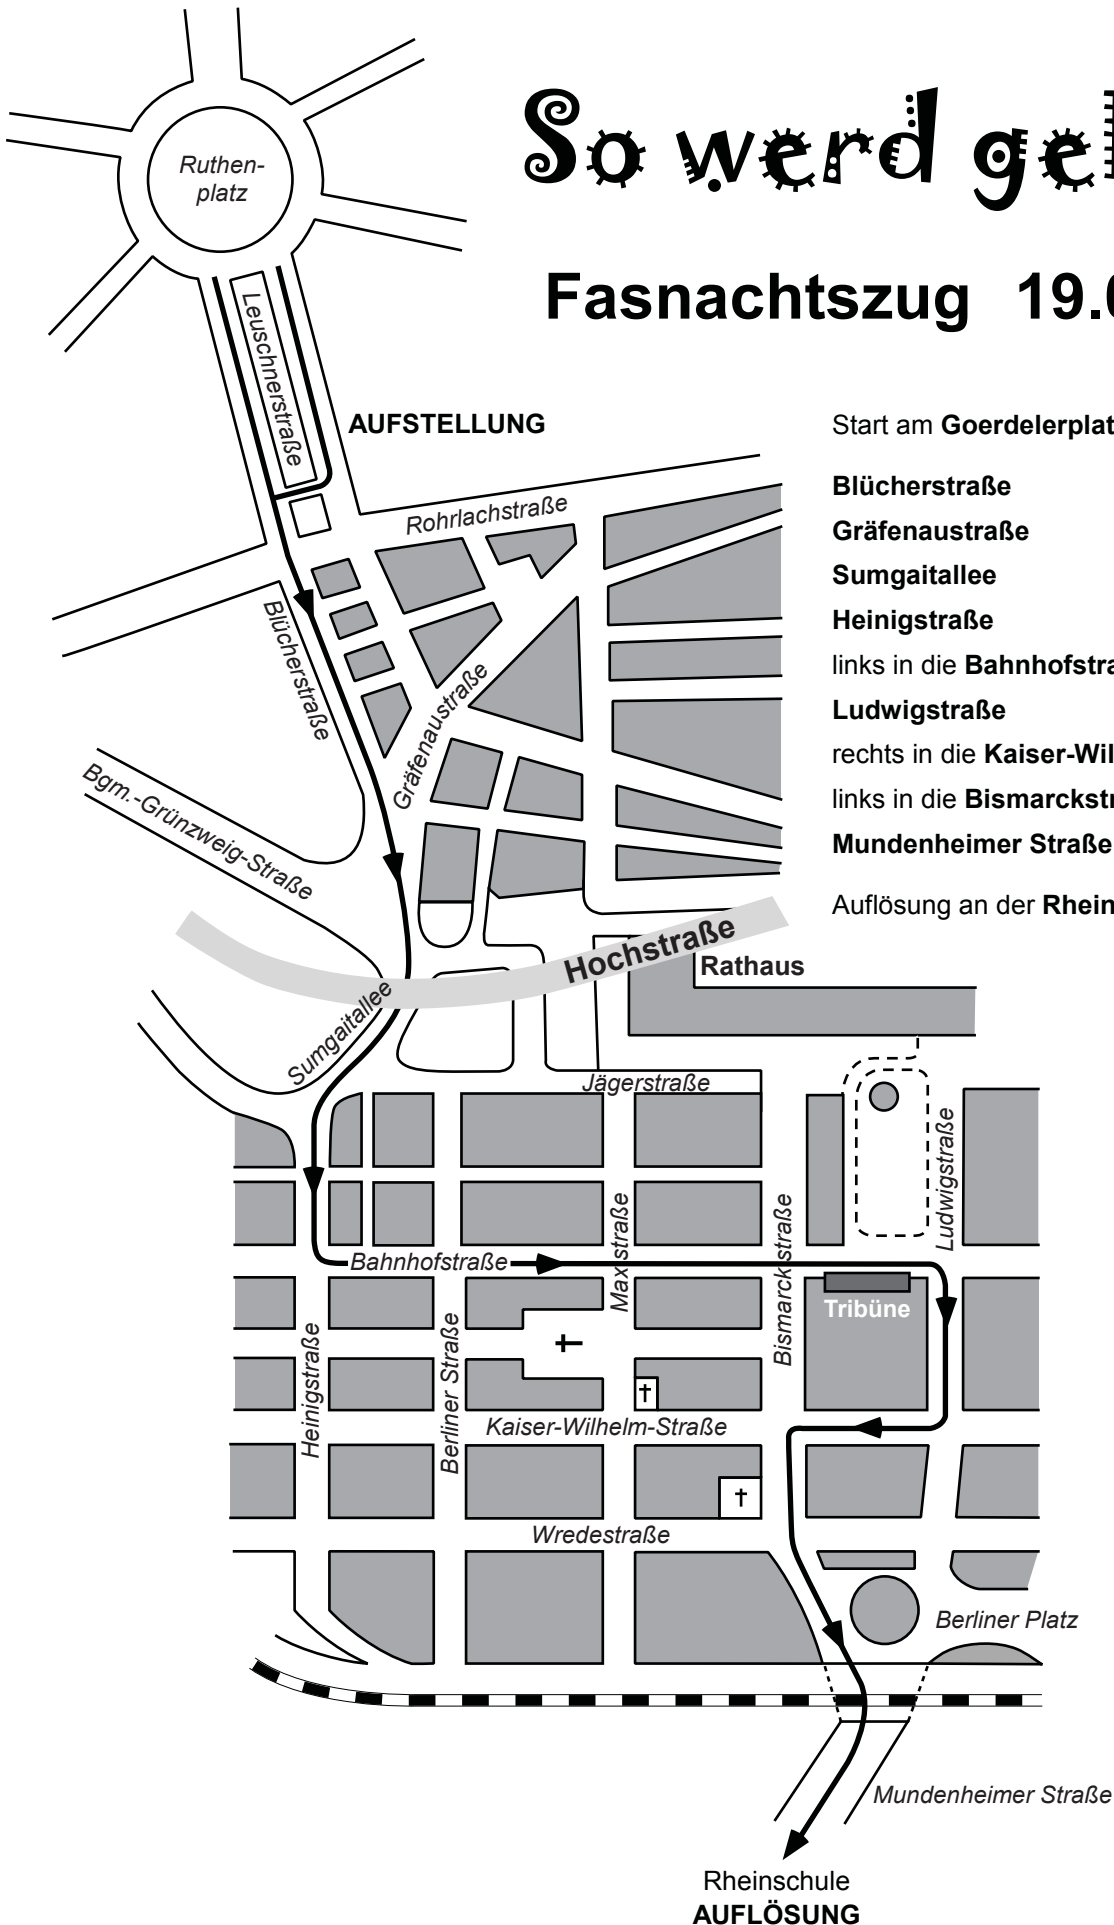 So werd gel
Fasnachtszug 19.0
Ruthen-
platz
Leuschnerstraße
AUFSTELLUNG
Start am Goerdelerplat
Blücherstraße
Gräfenaustraße
Sumgaitallee
Heinigstraße
links in die Bahnhofstra
Ludwigstraße
rechts in die Kaiser-Wil
links in die Bismarckstr
Mundenheimer Straße
Auflösung an der Rhein
Rohrlachstraße
Blücherstraße
Gräfenaustraße
Bgm.-Grünzweig-Straße
Hochstraße
Rathaus
Sumgaitallee
Jägerstraße
Ludwigstraße
Maxstraße
Bismarckstraße
Bahnhofstraße
Tribüne
Heinigstraße
Berliner Straße
Kaiser-Wilhelm-Straße
Wredestraße
Berliner Platz
Mundenheimer Straße
Rheinschule
AUFLÖSUNG